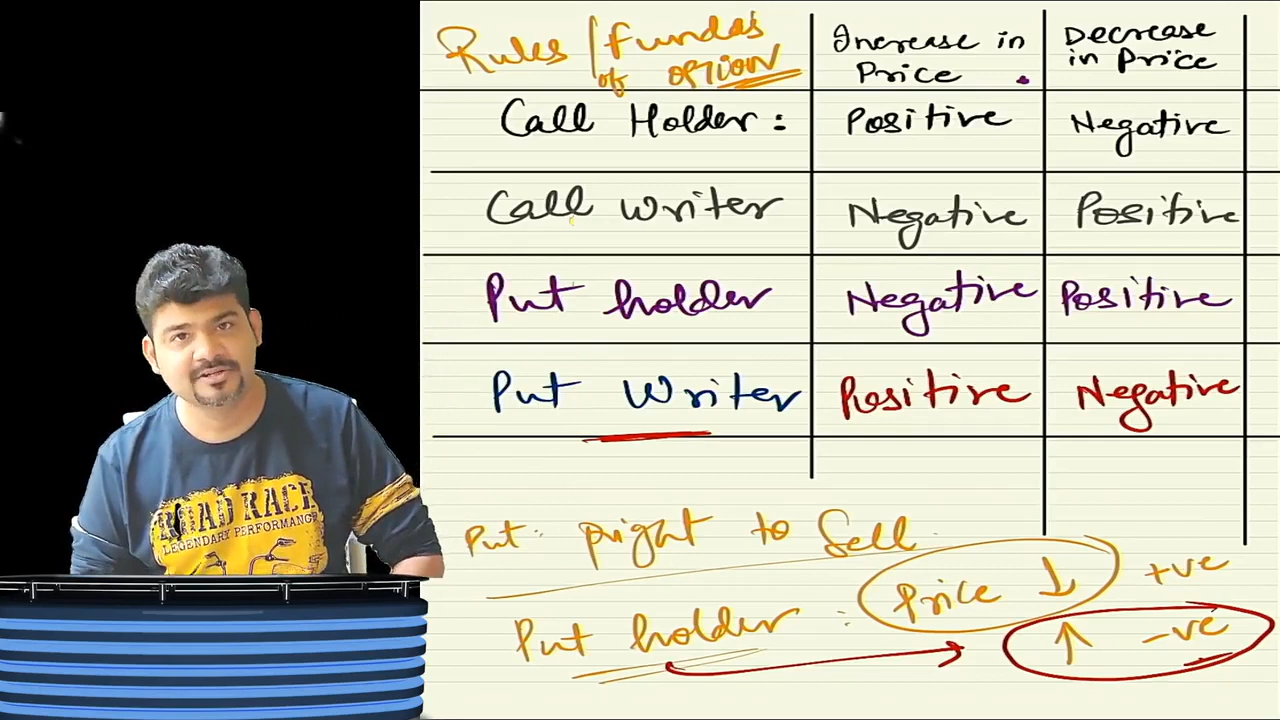 Rules / fundas of option
Increase in Price
Decrease in Price
Call Holder: Positive Negative
Call writer Negative Positive
Put holder Negative Positive
Put Writer Positive Negative
Put: right to Sell
Put holder: Price ↓ +ve
↑ -ve
ROAD RACE
LEGENDARY PERFORMANCE